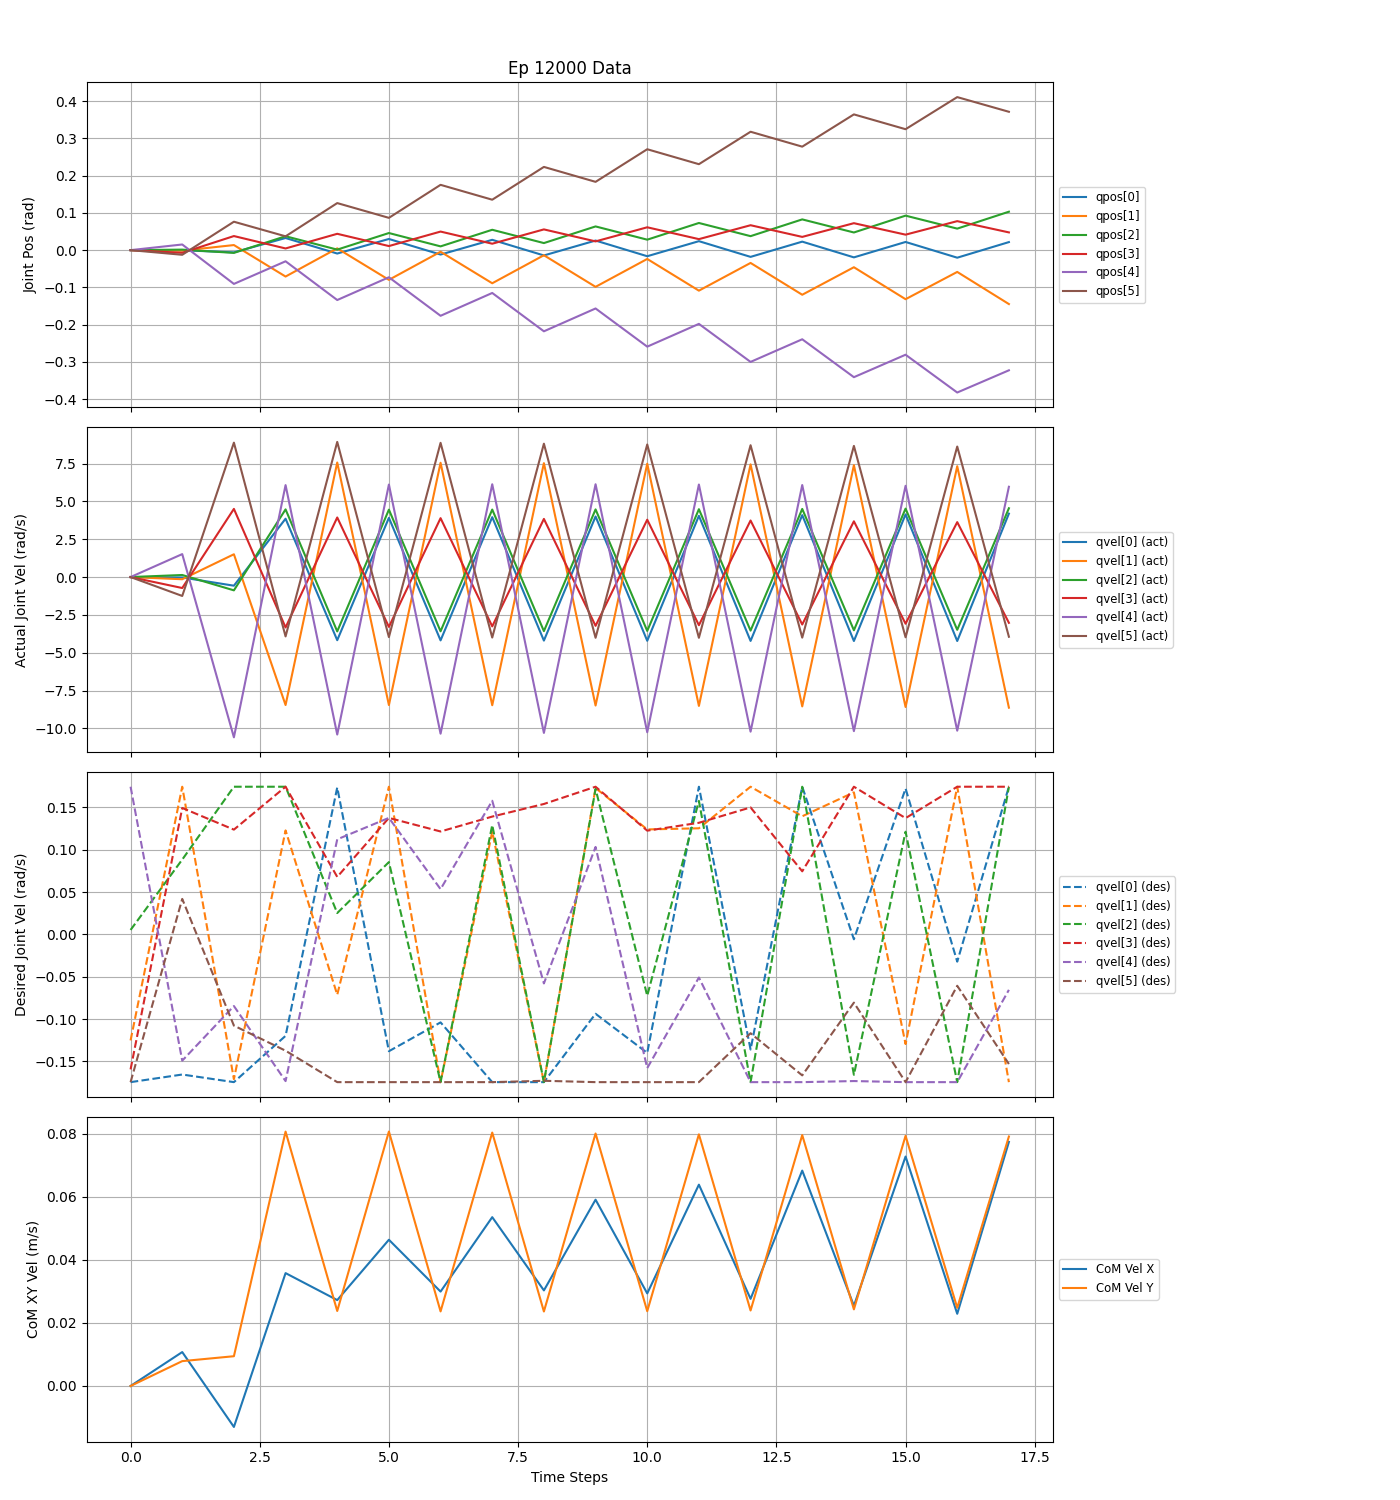 Ep 12000 Data
Joint Pos (rad)
0.4
0.3
0.2
0.1
0.0
−0.1
−0.2
−0.3
−0.4
qpos[0]
qpos[1]
qpos[2]
qpos[3]
qpos[4]
qpos[5]
Actual Joint Vel (rad/s)
7.5
5.0
2.5
0.0
−2.5
−5.0
−7.5
−10.0
qvel[0] (act)
qvel[1] (act)
qvel[2] (act)
qvel[3] (act)
qvel[4] (act)
qvel[5] (act)
Desired Joint Vel (rad/s)
0.15
0.10
0.05
0.00
−0.05
−0.10
−0.15
qvel[0] (des)
qvel[1] (des)
qvel[2] (des)
qvel[3] (des)
qvel[4] (des)
qvel[5] (des)
CoM XY Vel (m/s)
0.08
0.06
0.04
0.02
0.00
CoM Vel X
CoM Vel Y
0.0 2.5 5.0 7.5 10.0 12.5 15.0 17.5
Time Steps